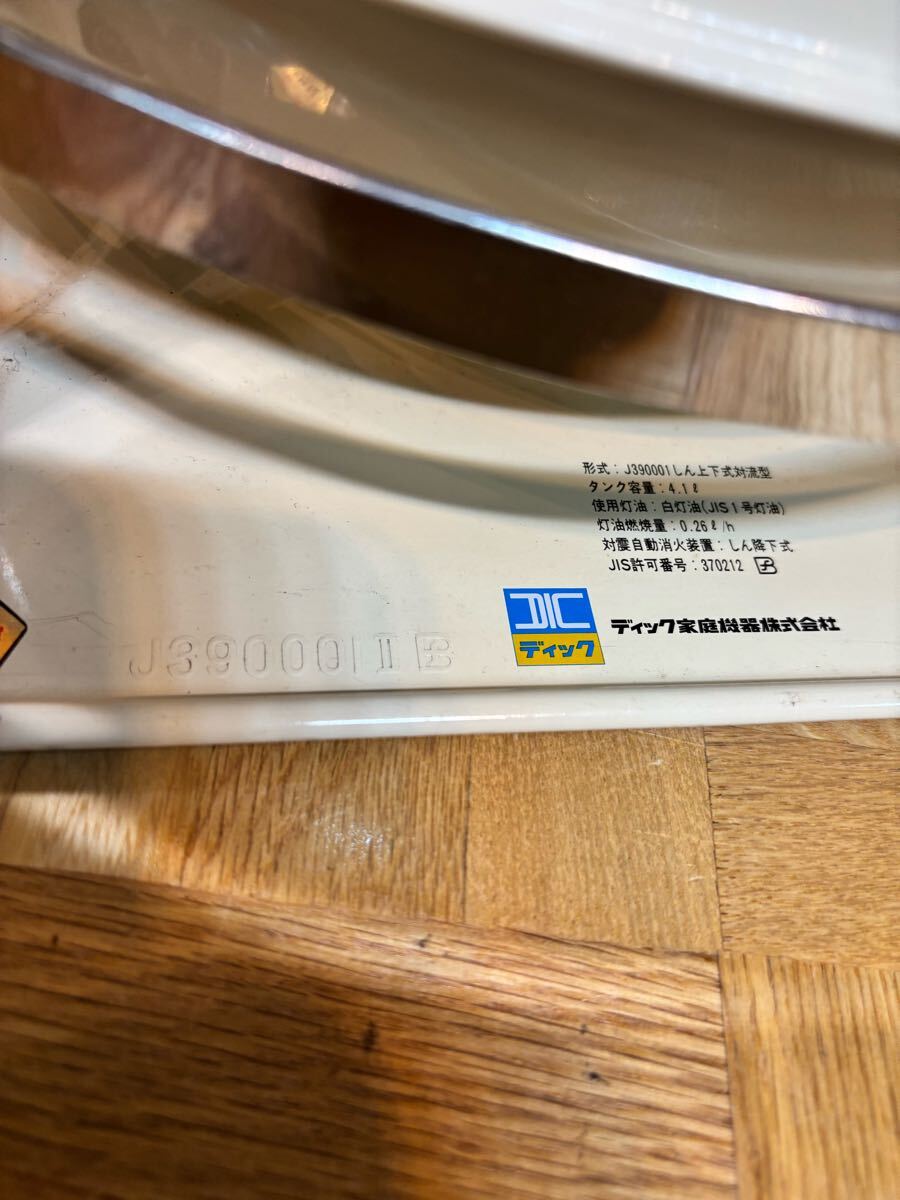 形式：J390001しん上下式対流型
タンク容量：4.1ℓ
使用灯油：白灯油(JIS1号灯油)
灯油燃焼量：0.26ℓ/h
対震自動消火装置：しん降下式
JIS許可番号：370212
DIC
ディック
ディック家庭機器株式会社